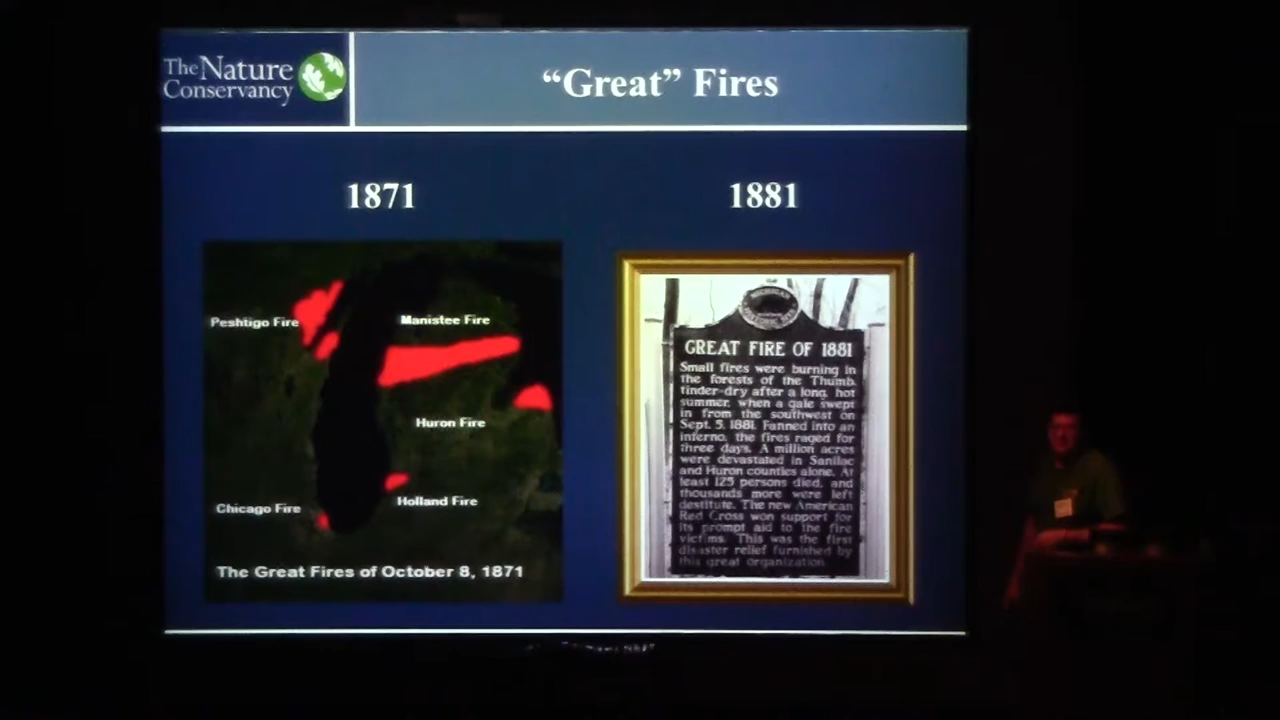 The Nature
Conservancy
“Great” Fires
1871
1881
Peshtigo Fire
Manistee Fire
Huron Fire
Holland Fire
Chicago Fire
The Great Fires of October 8, 1871
MICHIGAN
HISTORIC SITE
GREAT FIRE OF 1881
Small fires were burning in
the forests of the Thumb,
tinder-dry after a long, hot
summer, when a gale swept
in from the southwest on
Sept. 5, 1881. Fanned into an
inferno, the fires raged for
three days. A million acres
were devastated in Sanilac
and Huron counties alone. At
least 125 persons died, and
thousands more were left
destitute. The new American
Red Cross won support for
its prompt aid to the fire
victims. This was the first
disaster relief furnished by
this great organization.